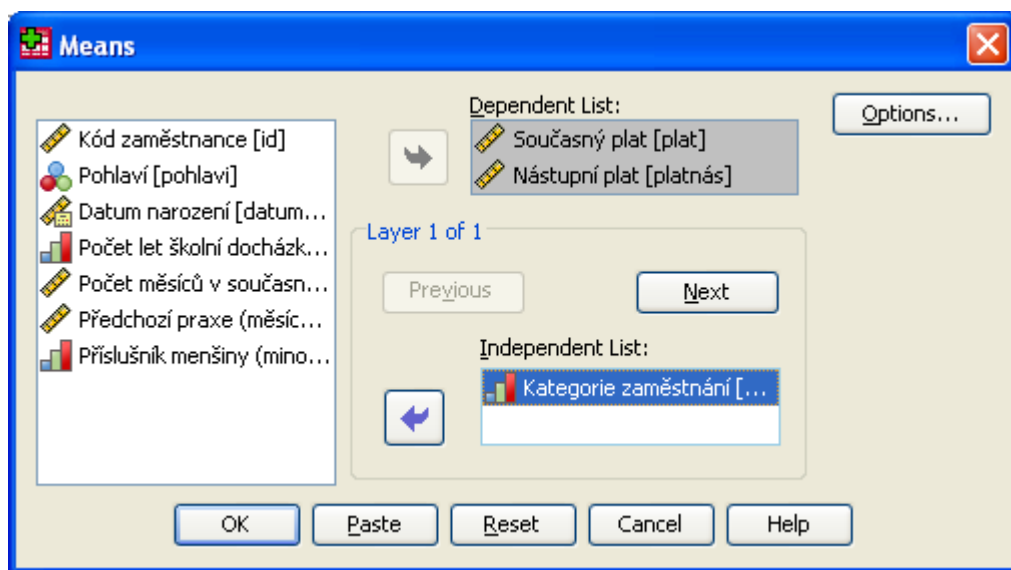 Means
Dependent List:
Options...
Kód zaměstnance [id]
Pohlaví [pohlavi]
Datum narození [datum...
Počet let školní docházk...
Počet měsíců v současn...
Předchozí praxe (měsíc...
Příslušník menšiny (mino...
Současný plat [plat]
Nástupní plat [platnás]
Layer 1 of 1
Previous
Next
Independent List:
Kategorie zaměstnání [...
OK
Paste
Reset
Cancel
Help